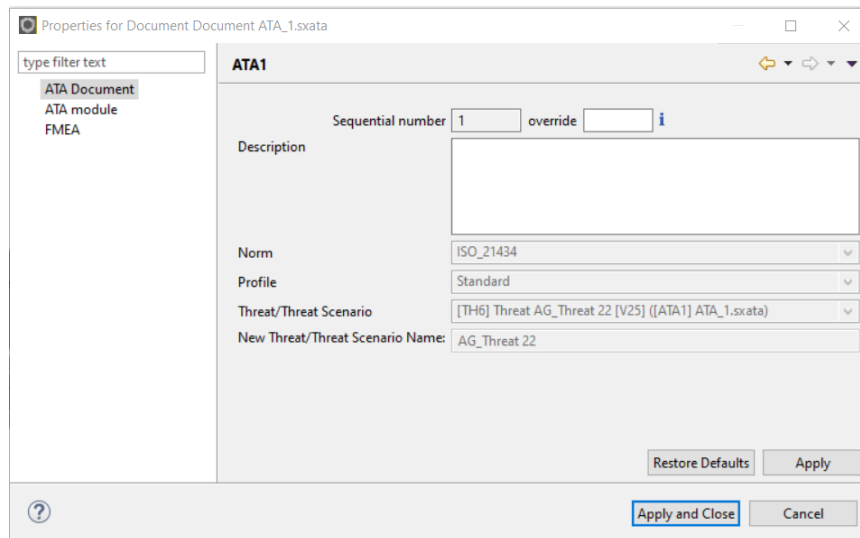 Properties for Document Document ATA_1.sxata
type filter text
ATA Document
ATA module
FMEA
ATA1
Sequential number 1 override i
Description
Norm ISO_21434
Profile Standard
Threat/Threat Scenario [TH6] Threat AG_Threat 22 [V25] ([ATA1] ATA_1.sxata)
New Threat/Threat Scenario Name: AG_Threat 22
Restore Defaults Apply
? Apply and Close Cancel